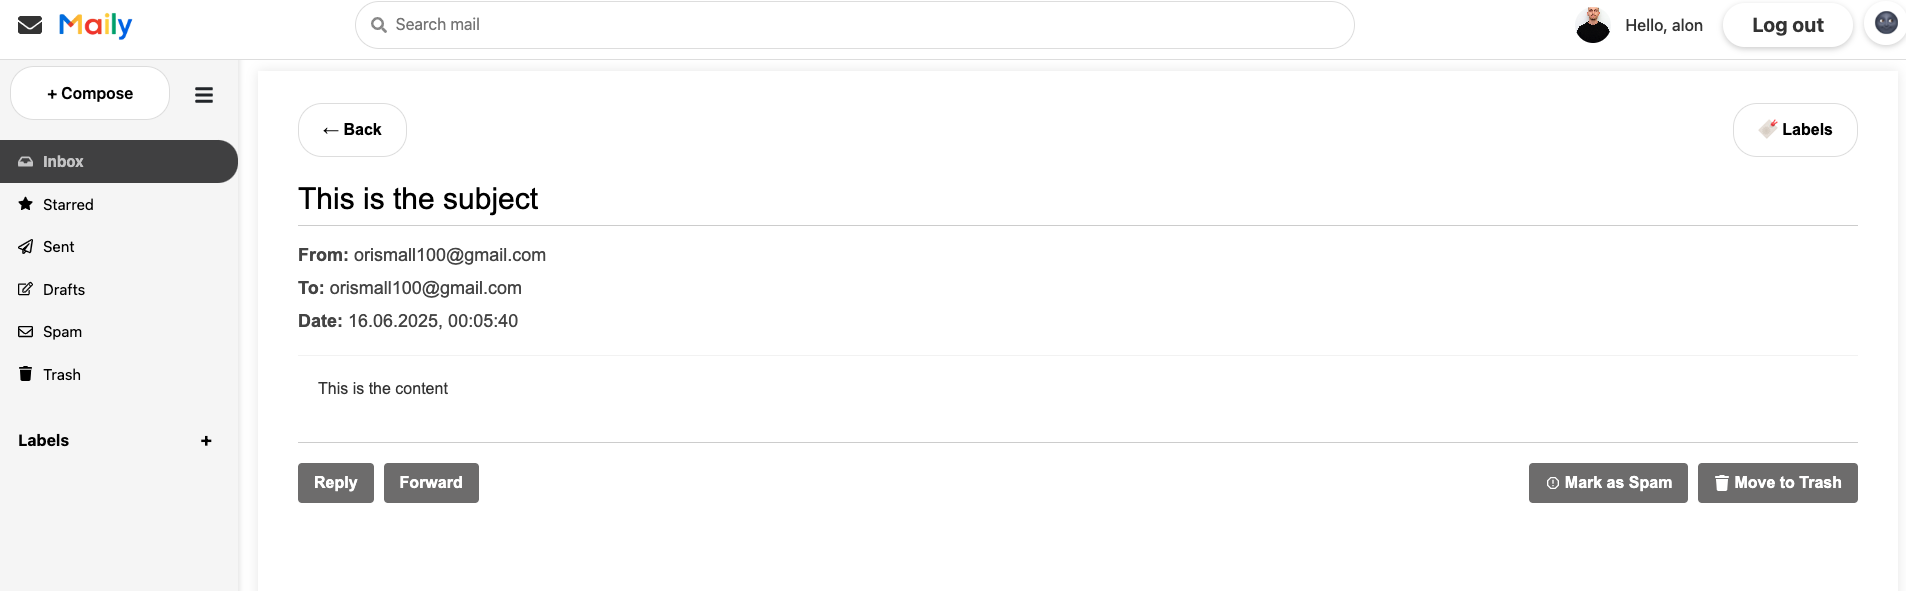 Maily
Search mail
Hello, alon
Log out
+ Compose
Inbox
Starred
Sent
Drafts
Spam
Trash
Labels +
← Back
Labels
This is the subject
From: orismall100@gmail.com
To: orismall100@gmail.com
Date: 16.06.2025, 00:05:40
This is the content
Reply
Forward
Mark as Spam
Move to Trash